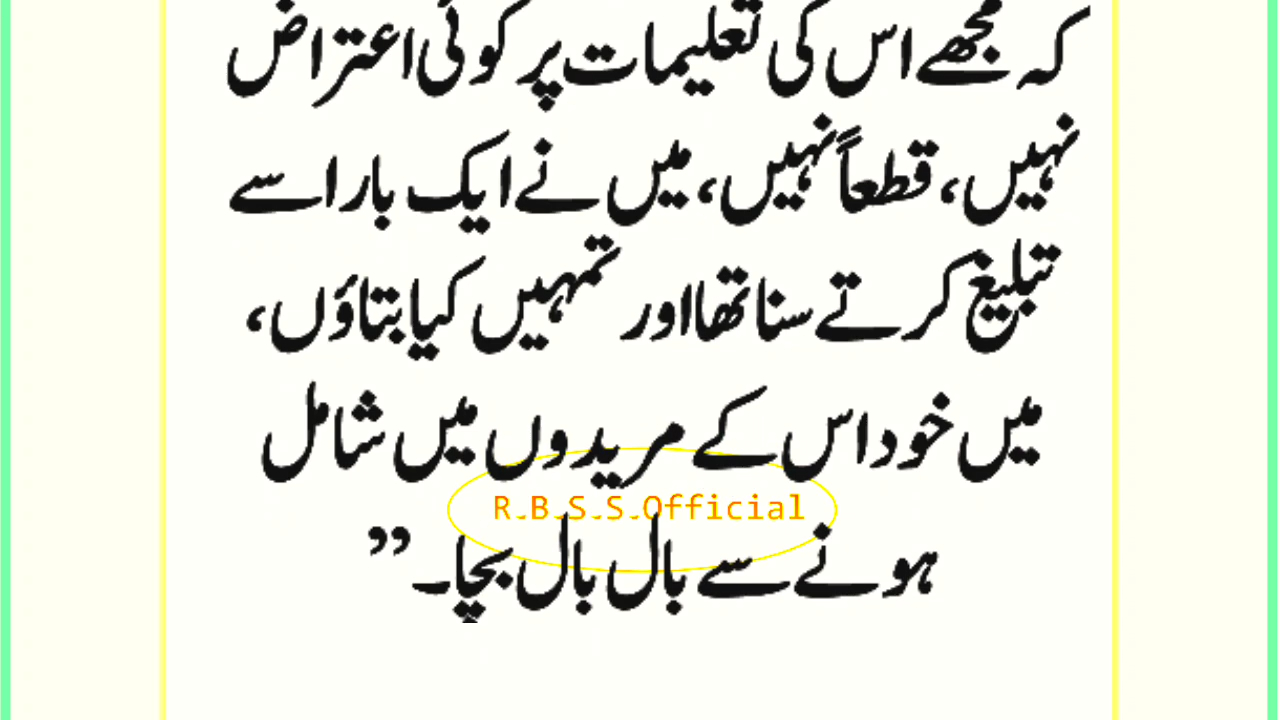 کہ مجھے اس کی تعلیمات پر کوئی اعتراض
نہیں، قطعاً نہیں، میں نے ایک بار اسے
تبلیغ کرتے سنا تھا اور تمہیں کیا بتاؤں،
میں خود اس کے مریدوں میں شامل
R.B.S.S.Official
ہونے سے بال بال بچا۔”